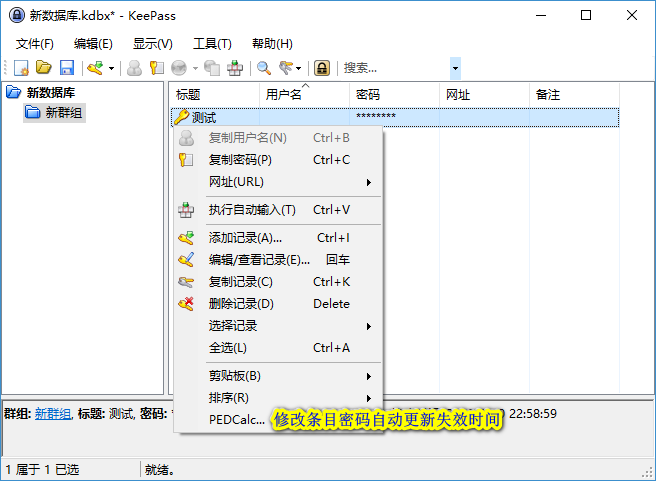 新数据库.kdbx* - KeePass
文件(F) 编辑(E) 显示(V) 工具(T) 帮助(H)
搜索...
新数据库
新群组
标题 用户名 密码 网址 备注
测试 ********
复制用户名(N) Ctrl+B
复制密码(P) Ctrl+C
网址(URL)
执行自动输入(T) Ctrl+V
添加记录(A)... Ctrl+I
编辑/查看记录(E)... 回车
复制记录(C) Ctrl+K
删除记录(D) Delete
选择记录
全选(L) Ctrl+A
剪贴板(B)
排序(R)
PEDCalc... 修改条目密码自动更新失效时间
群组: 新群组, 标题: 测试, 密码: 22:58:59
1 属于 1 已选 就绪。